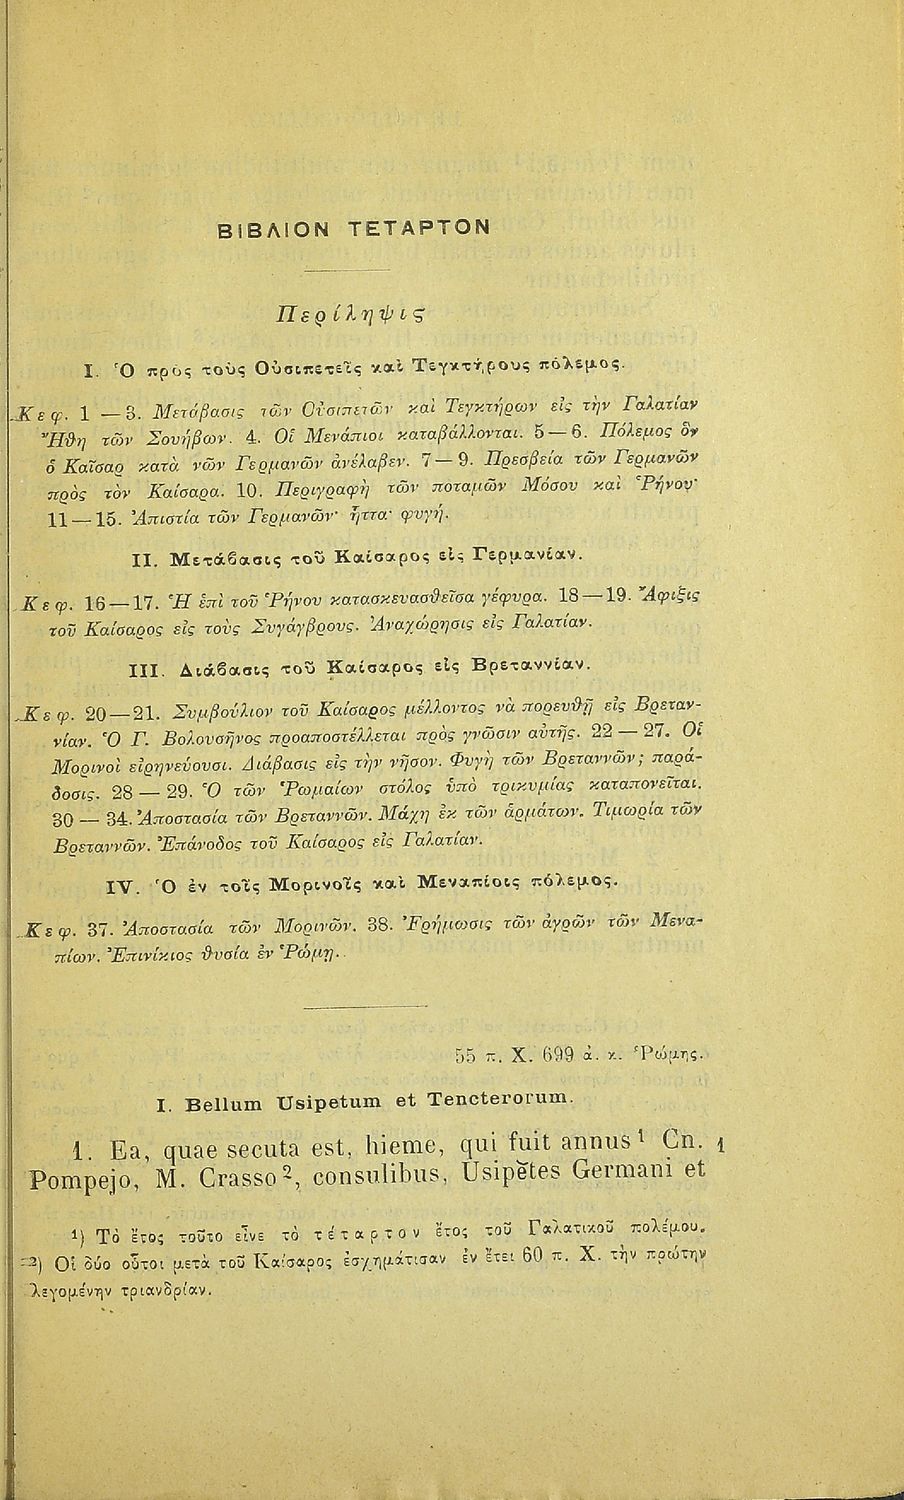 ΒΙΒΛΙΟΝ ΤΕΤΑΡΤΟΝ
Περίληψις
I. Ὁ πρὸς τοὺς Οὐσιπετεῖς καὶ Τεγκτήρους πόλεμος.
Κεφ. 1 — 3. Μετάβασις τῶν Οὐσιπετῶν καὶ Τεγκτήρων εἰς τὴν Γαλατίαν
Ἤθη τῶν Σουήβων. 4. Οἱ Μενάπιοι καταβάλλονται. 5 — 6. Πόλεμος ὃν
ὁ Καῖσαρ κατὰ νῶν Γερμανῶν ἀνέλαβεν. 7 — 9. Πρεσβεία τῶν Γερμανῶν
πρὸς τὸν Καίσαρα. 10. Περιγραφὴ τῶν ποταμῶν Μόσου καὶ Ῥήνου·
11 — 15. Ἀπιστία τῶν Γερμανῶν· ἧττα· φυγή.
II. Μετάβασις τοῦ Καίσαρος εἰς Γερμανίαν.
Κεφ. 16 — 17. Ἡ ἐπὶ τοῦ Ῥήνου κατασκευασθεῖσα γέφυρα. 18 — 19. Ἄφιξις
τοῦ Καίσαρος εἰς τοὺς Συγάγβρους. Ἀναχώρησις εἰς Γαλατίαν.
III. Διάβασις τοῦ Καίσαρος εἰς Βρεταννίαν.
Κεφ. 20 — 21. Συμβούλιον τοῦ Καίσαρος μέλλοντος νὰ πορευθῇ εἰς Βρεταν-
νίαν. Ὁ Γ. Βολουσῆνος προαποστέλλεται πρὸς γνῶσιν αὐτῆς. 22 — 27. Οἱ
Μορινοὶ εἰρηνεύουσι. Διάβασις εἰς τὴν νῆσον. Φυγὴ τῶν Βρεταννῶν; παρά-
δοσις. 28 — 29. Ὁ τῶν Ῥωμαίων στόλος ὑπὸ τρικυμίας καταπονεῖται.
30 — 34. Ἀποστασία τῶν Βρεταννῶν. Μάχη ἐκ τῶν ἁρμάτων. Τιμωρία τῶν
Βρεταννῶν. Ἐπάνοδος τοῦ Καίσαρος εἰς Γαλατίαν.
IV. Ὁ ἐν τοῖς Μορινοῖς καὶ Μεναπίοις πόλεμος.
Κεφ. 37. Ἀποστασία τῶν Μορινῶν. 38. Ἐρήμωσις τῶν ἀγρῶν τῶν Μενα-
πίων. Ἐπινίκιος θυσία ἐν Ῥώμῃ.
55 π. Χ. 699 ἀ. κ. Ῥώμης.
I. Bellum Usipetum et Tencterorum.
1. Ea, quae secuta est, hieme, qui fuit annus¹ Cn. 1
Pompejo, M. Crasso², consulibus, Usipĕtes Germani et
¹) Τὸ ἔτος τοῦτο εἶνε τὸ τέταρτον ἔτος τοῦ Γαλατικοῦ πολέμου.
²) Οἱ δύο οὗτοι μετὰ τοῦ Καίσαρος ἐσχημάτισαν ἐν ἔτει 60 π. Χ. τὴν πρώτην
λεγομένην τριανδρίαν.